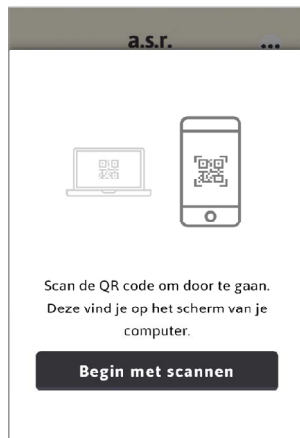 a.s.r.
Scan de QR code om door te gaan.
Deze vind je op het scherm van je
computer.
Begin met scannen